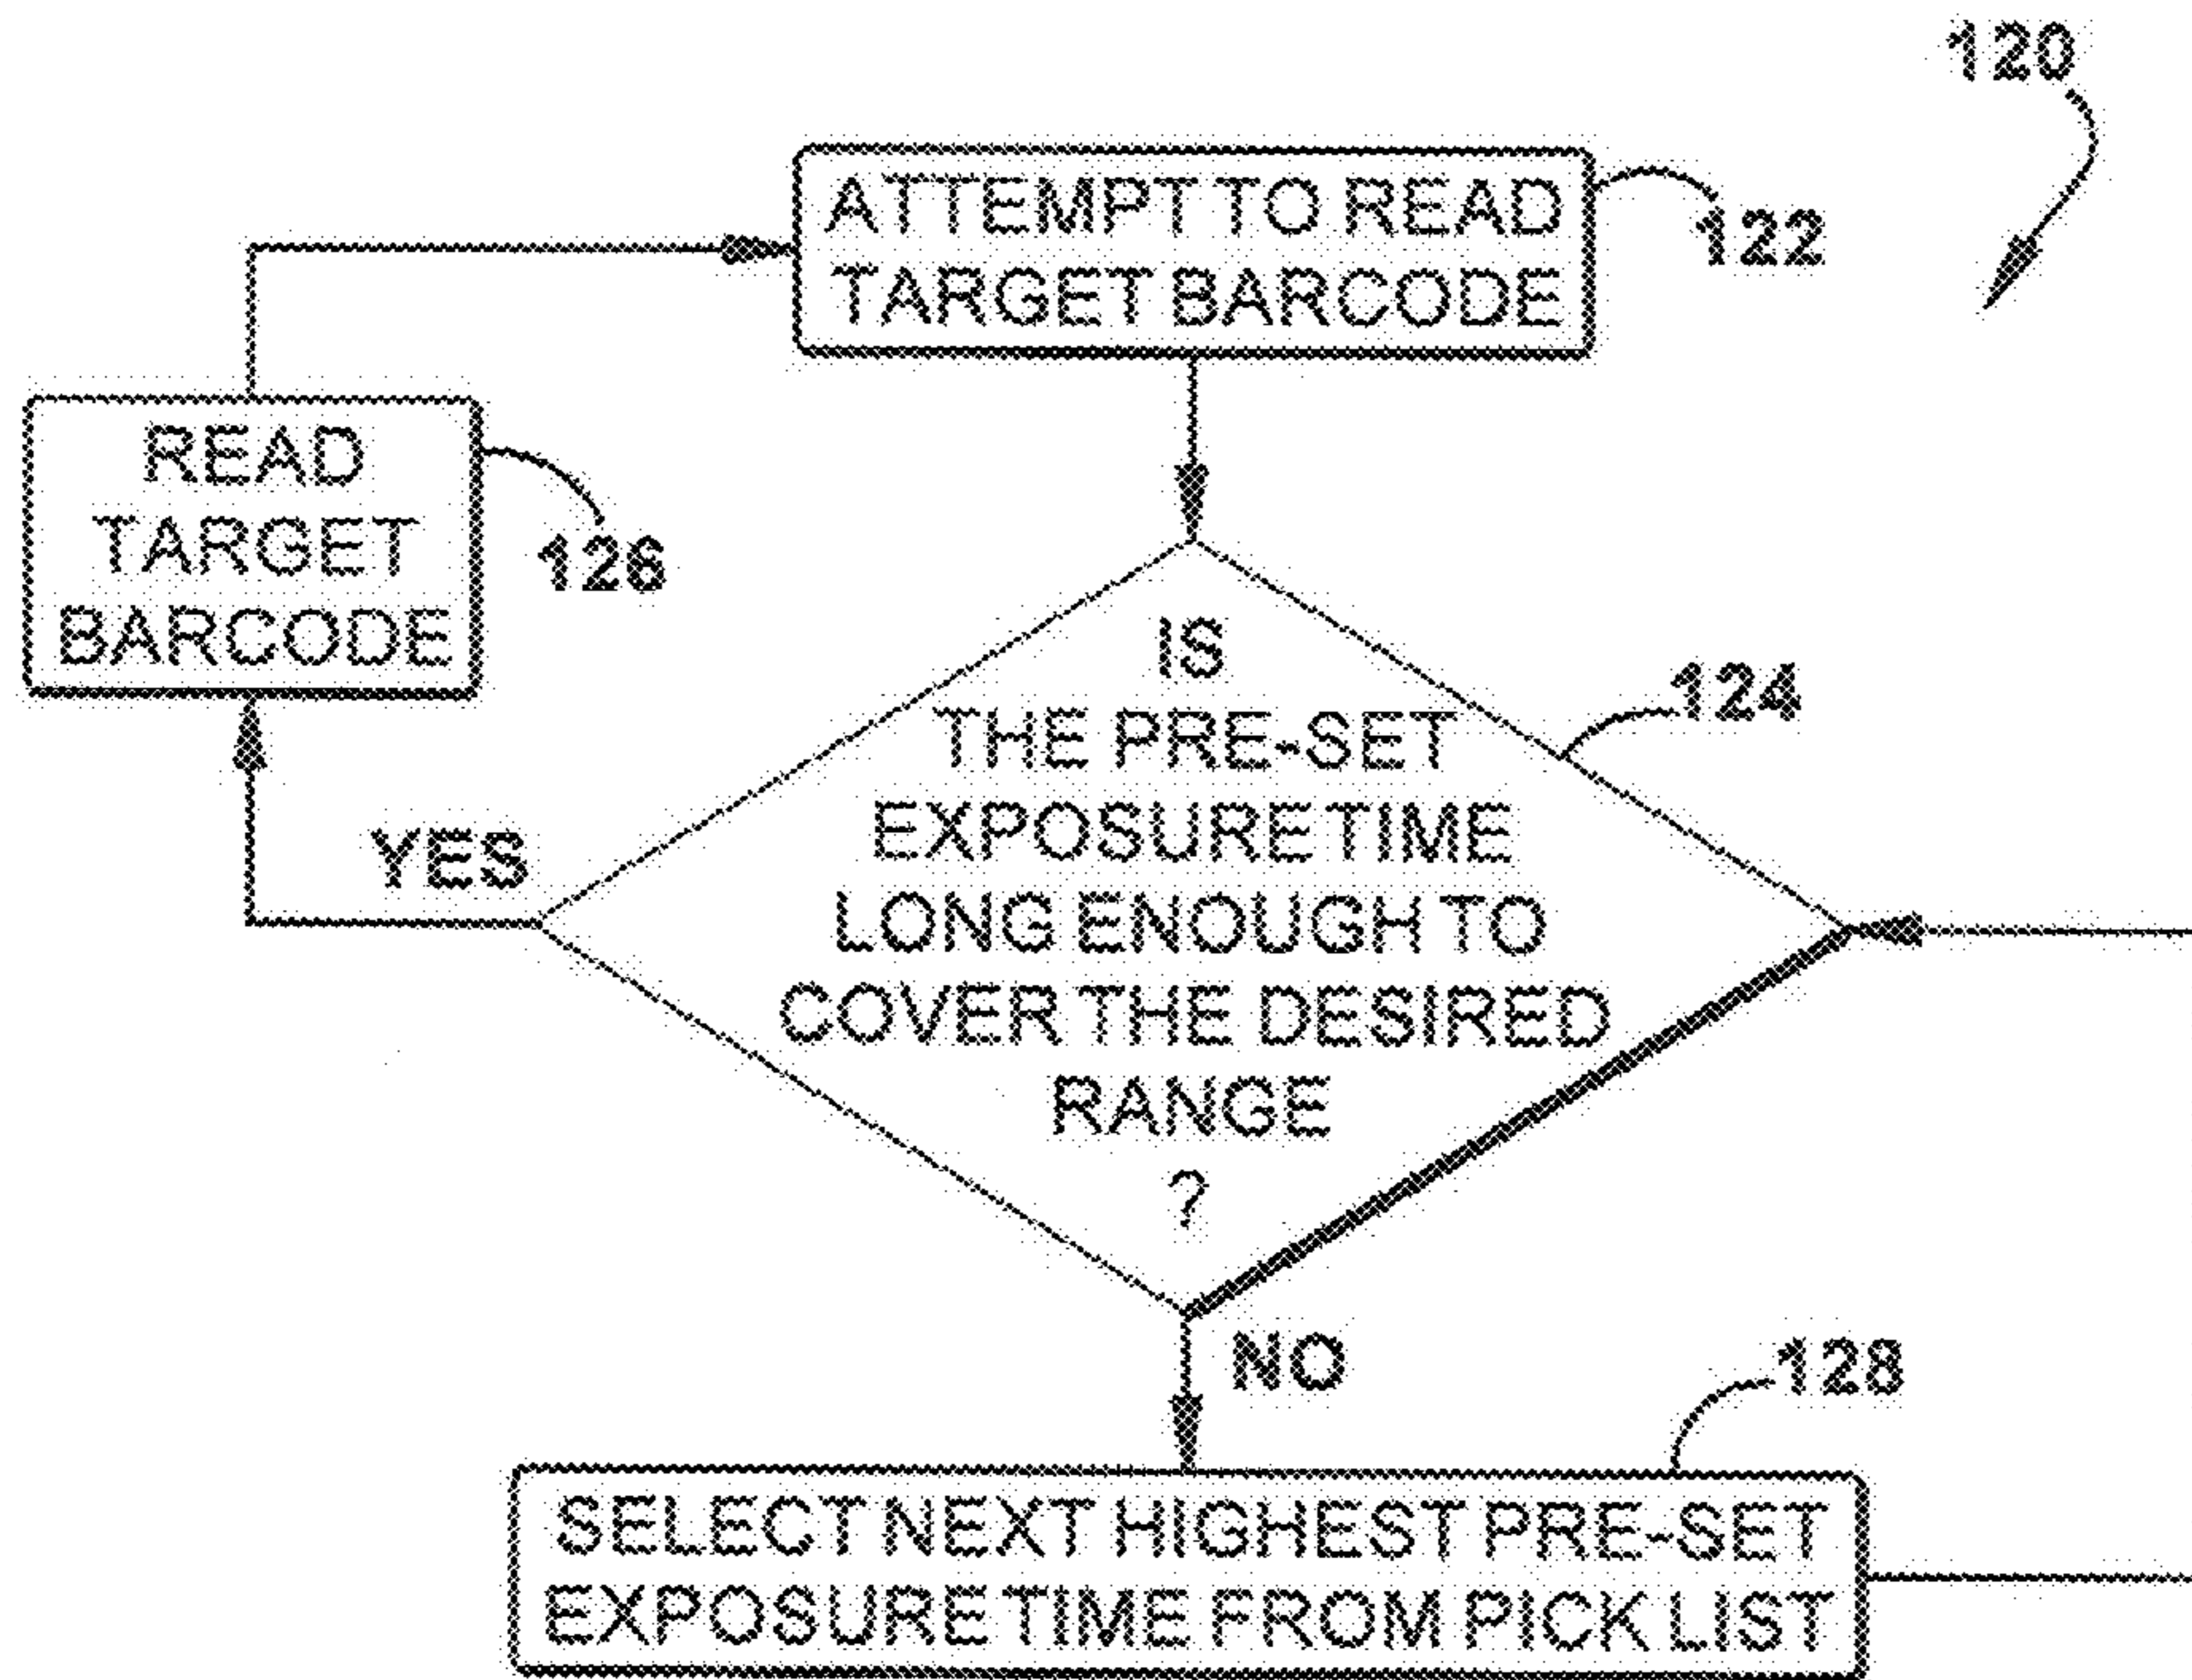 120
ATTEMPT TO READ
TARGET BARCODE
122
READ
TARGET
BARCODE
126
IS
THE PRE-SET
EXPOSURE TIME
LONG ENOUGH TO
COVER THE DESIRED
RANGE
?
124
YES
NO
128
SELECT NEXT HIGHEST PRE-SET
EXPOSURE TIME FROM PICK LIST